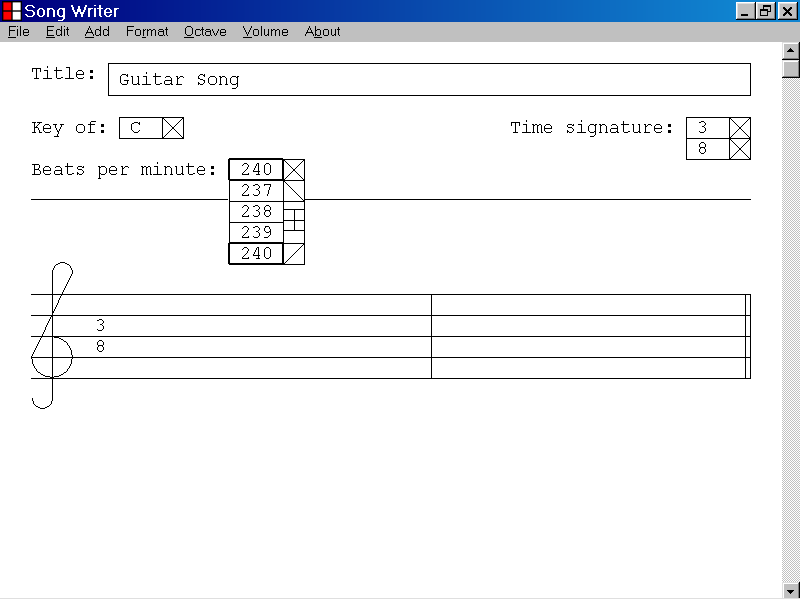 Song Writer
File Edit Add Format Octave Volume About
Title: Guitar Song
Key of: C Time signature: 3
8
Beats per minute: 240
237
238
239
240
3
8